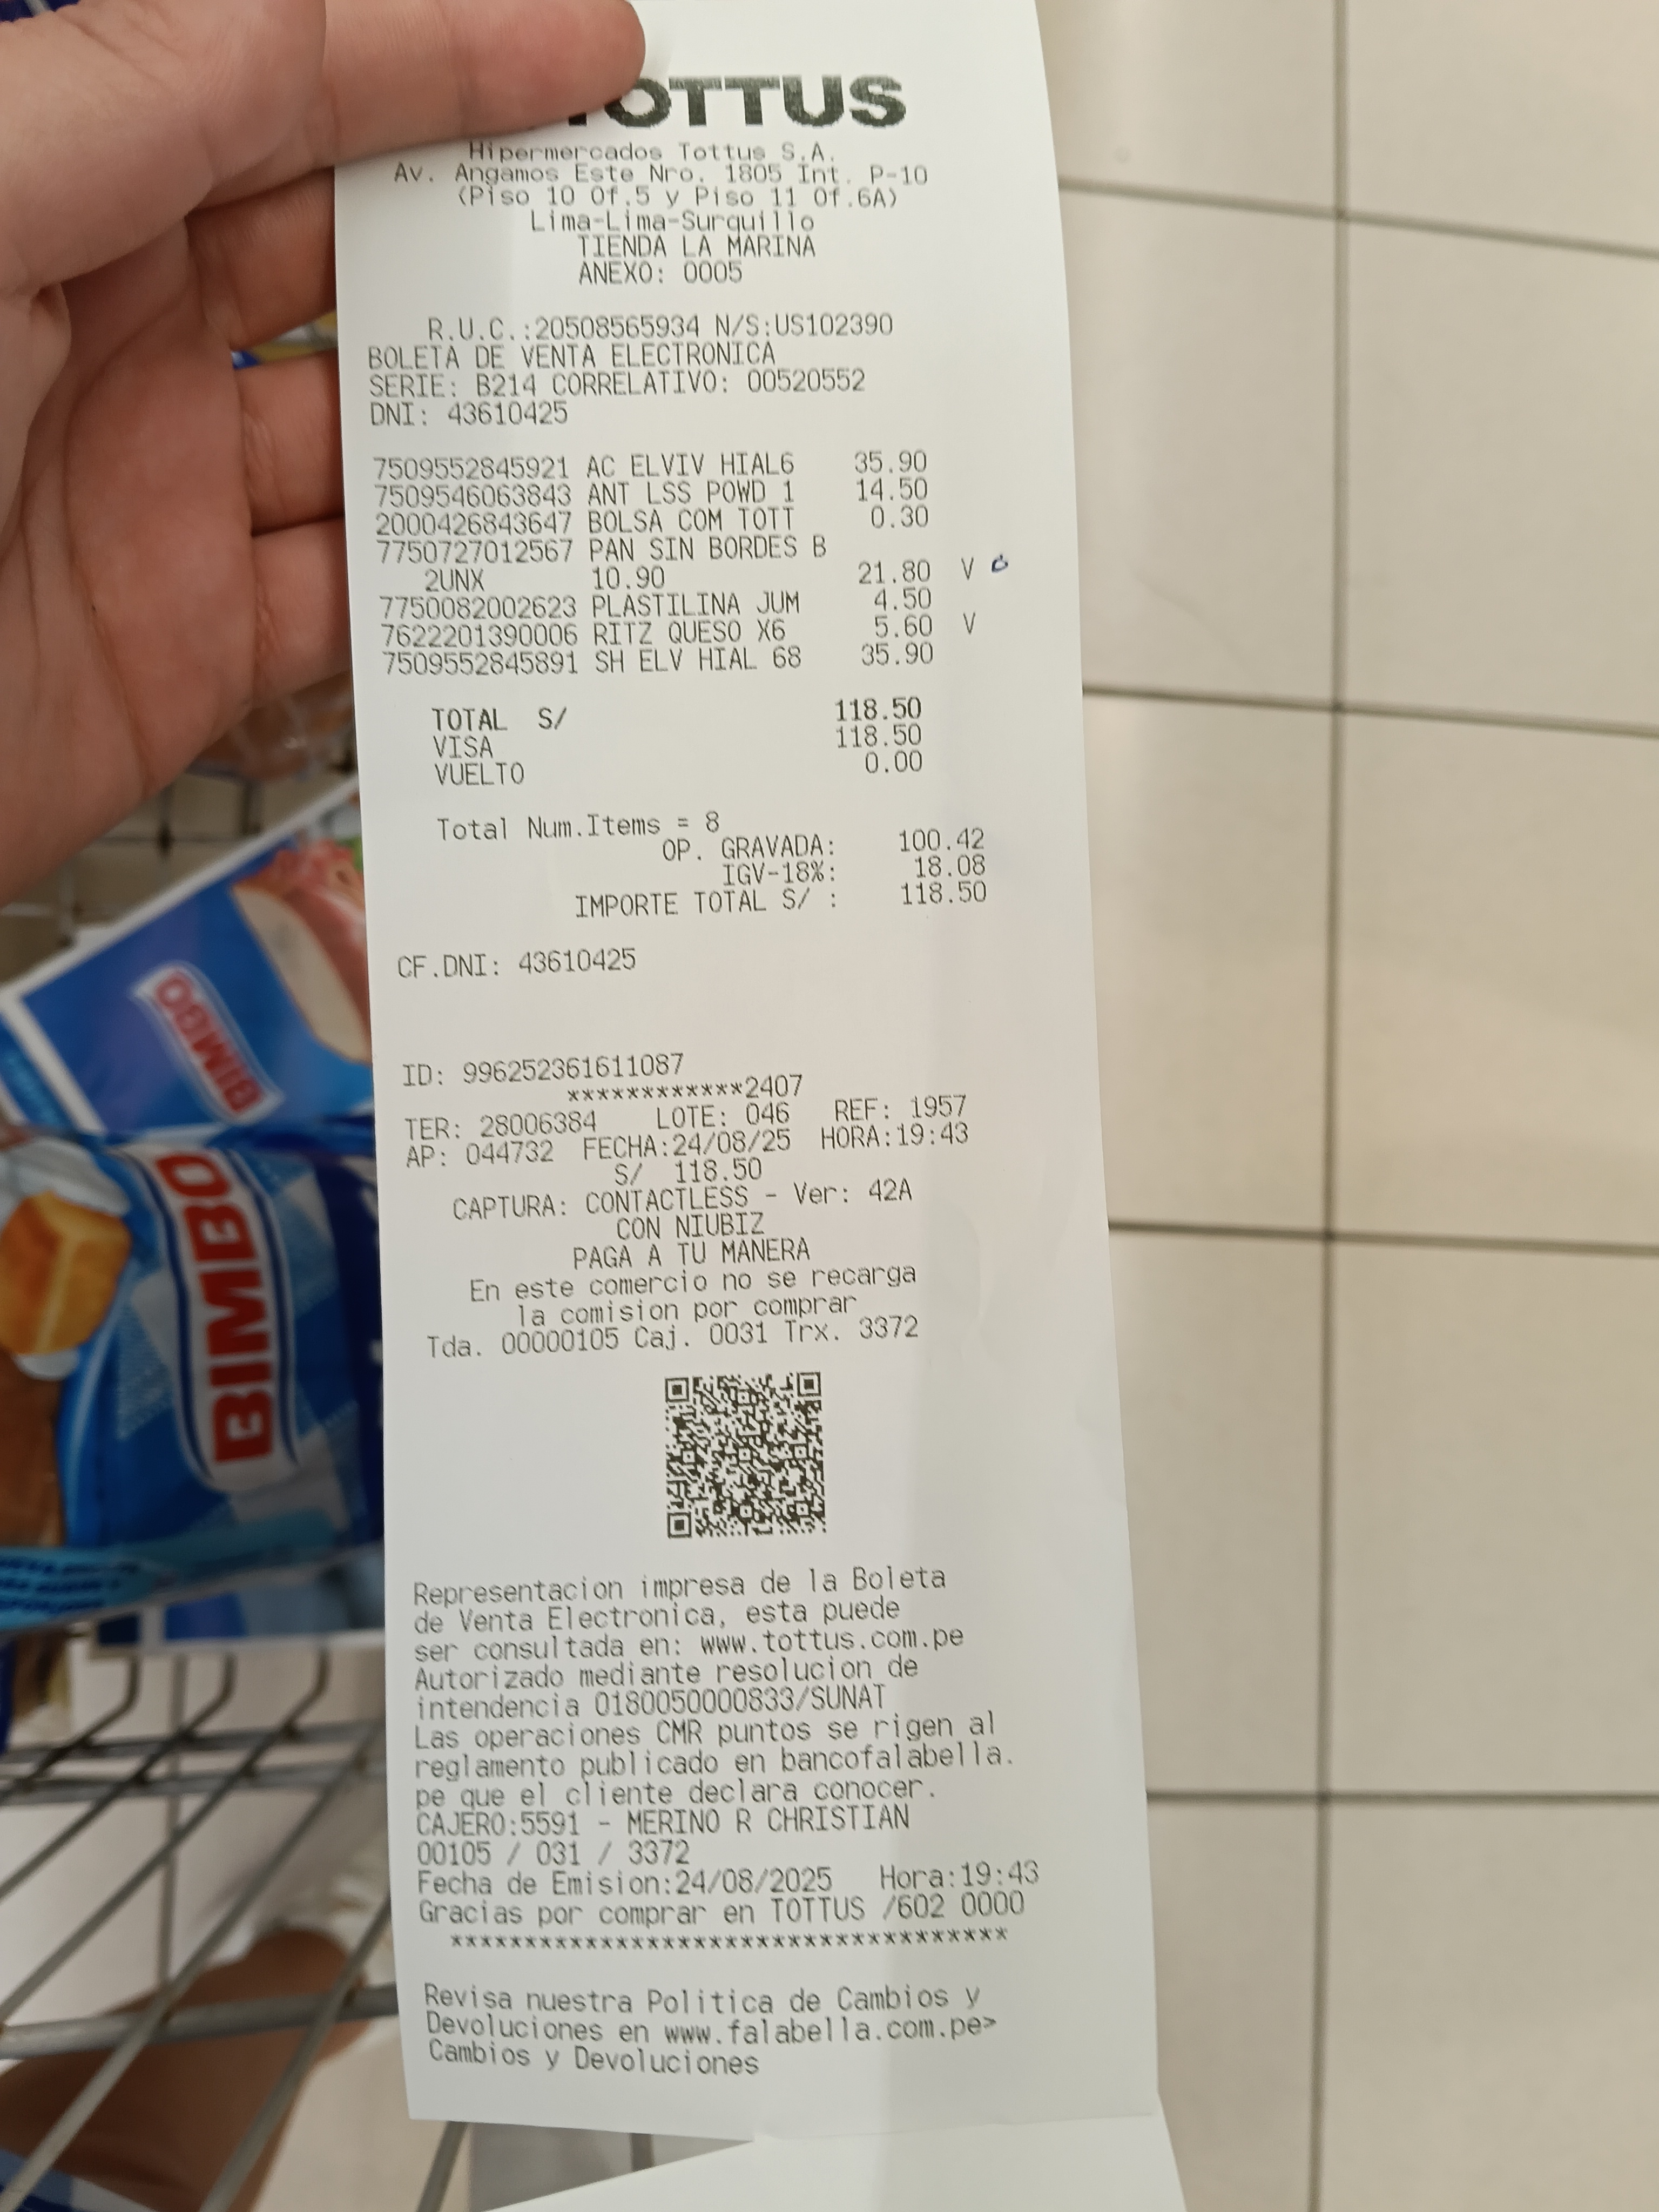 TOTTUS
Hipermercados Tottus S.A.
Av. Angamos Este Nro. 1805 Int. P-10
(Piso 10 Of.5 y Piso 11 Of.6A)
Lima-Lima-Surquillo
TIENDA LA MARINA
ANEXO: 0005
R.U.C.:20508565934 N/S:US102390
BOLETA DE VENTA ELECTRONICA
SERIE: B214 CORRELATIVO: 00520552
DNI: 43610425
7509552845921 AC ELVIV HIAL6 35.90
7509546063843 ANT LSS POWD 1 14.50
2000426843647 BOLSA COM TOTT 0.30
7750727012567 PAN SIN BORDES B
2UNX 10.90 21.80 V
7750082002623 PLASTILINA JUM 4.50
7622201390006 RITZ QUESO X6 5.60 V
7509552845891 SH ELV HIAL 68 35.90
TOTAL S/ 118.50
VISA 118.50
VUELTO 0.00
Total Num.Items = 8
OP. GRAVADA: 100.42
IGV-18%: 18.08
IMPORTE TOTAL S/ : 118.50
CF.DNI: 43610425
ID: 996252361611087
************2407
TER: 28006384 LOTE: 046 REF: 1957
AP: 044732 FECHA:24/08/25 HORA:19:43
S/ 118.50
CAPTURA: CONTACTLESS - Ver: 42A
CON NIUBIZ
PAGA A TU MANERA
En este comercio no se recarga
la comision por comprar
Tda. 00000105 Caj. 0031 Trx. 3372
Representacion impresa de la Boleta
de Venta Electronica, esta puede
ser consultada en: www.tottus.com.pe
Autorizado mediante resolucion de
intendencia 0180050000833/SUNAT
Las operaciones CMR puntos se rigen al
reglamento publicado en bancofalabella.
pe que el cliente declara conocer.
CAJERO:5591 - MERINO R CHRISTIAN
00105 / 031 / 3372
Fecha de Emision:24/08/2025 Hora:19:43
Gracias por comprar en TOTTUS /602 0000
**************************************
Revisa nuestra Politica de Cambios y
Devoluciones en www.falabella.com.pe>
Cambios y Devoluciones
BIMBO
BIMBO